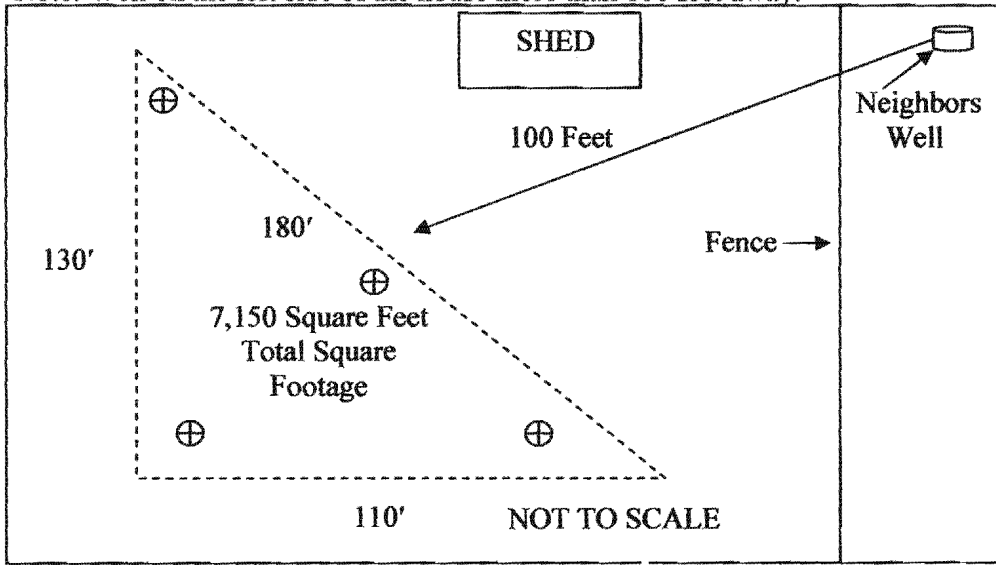 SHED
Neighbors
Well
100 Feet
180'
Fence
130'
7,150 Square Feet
Total Square
Footage
110'
NOT TO SCALE